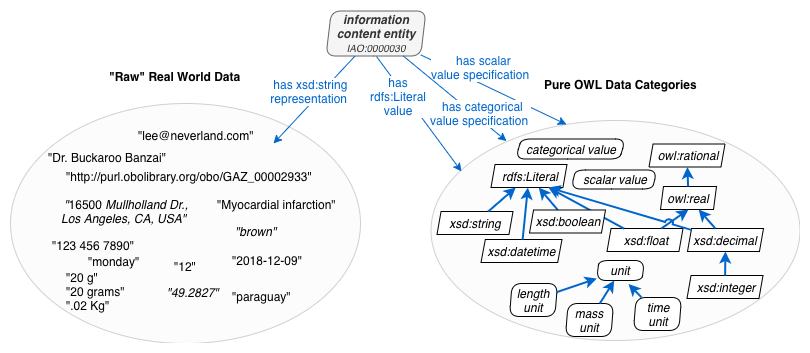 information
content entity
IAO:0000030
"Raw" Real World Data
has xsd:string
representation
has
rdfs:Literal
value
has scalar
value specification
has categorical
value specification
Pure OWL Data Categories
"lee@neverland.com"
"Dr. Buckaroo Banzai"
"http://purl.obolibrary.org/obo/GAZ_00002933"
"16500 Mullholland Dr.,
Los Angeles, CA, USA"
"Myocardial infarction"
"brown"
"123 456 7890"
"monday"
"12"
"2018-12-09"
"20 g"
"20 grams"
".02 Kg"
"49.2827"
"paraguay"
categorical value
owl:rational
rdfs:Literal
scalar value
owl:real
xsd:string
xsd:boolean
xsd:datetime
xsd:float
xsd:decimal
unit
xsd:integer
length
unit
mass
unit
time
unit